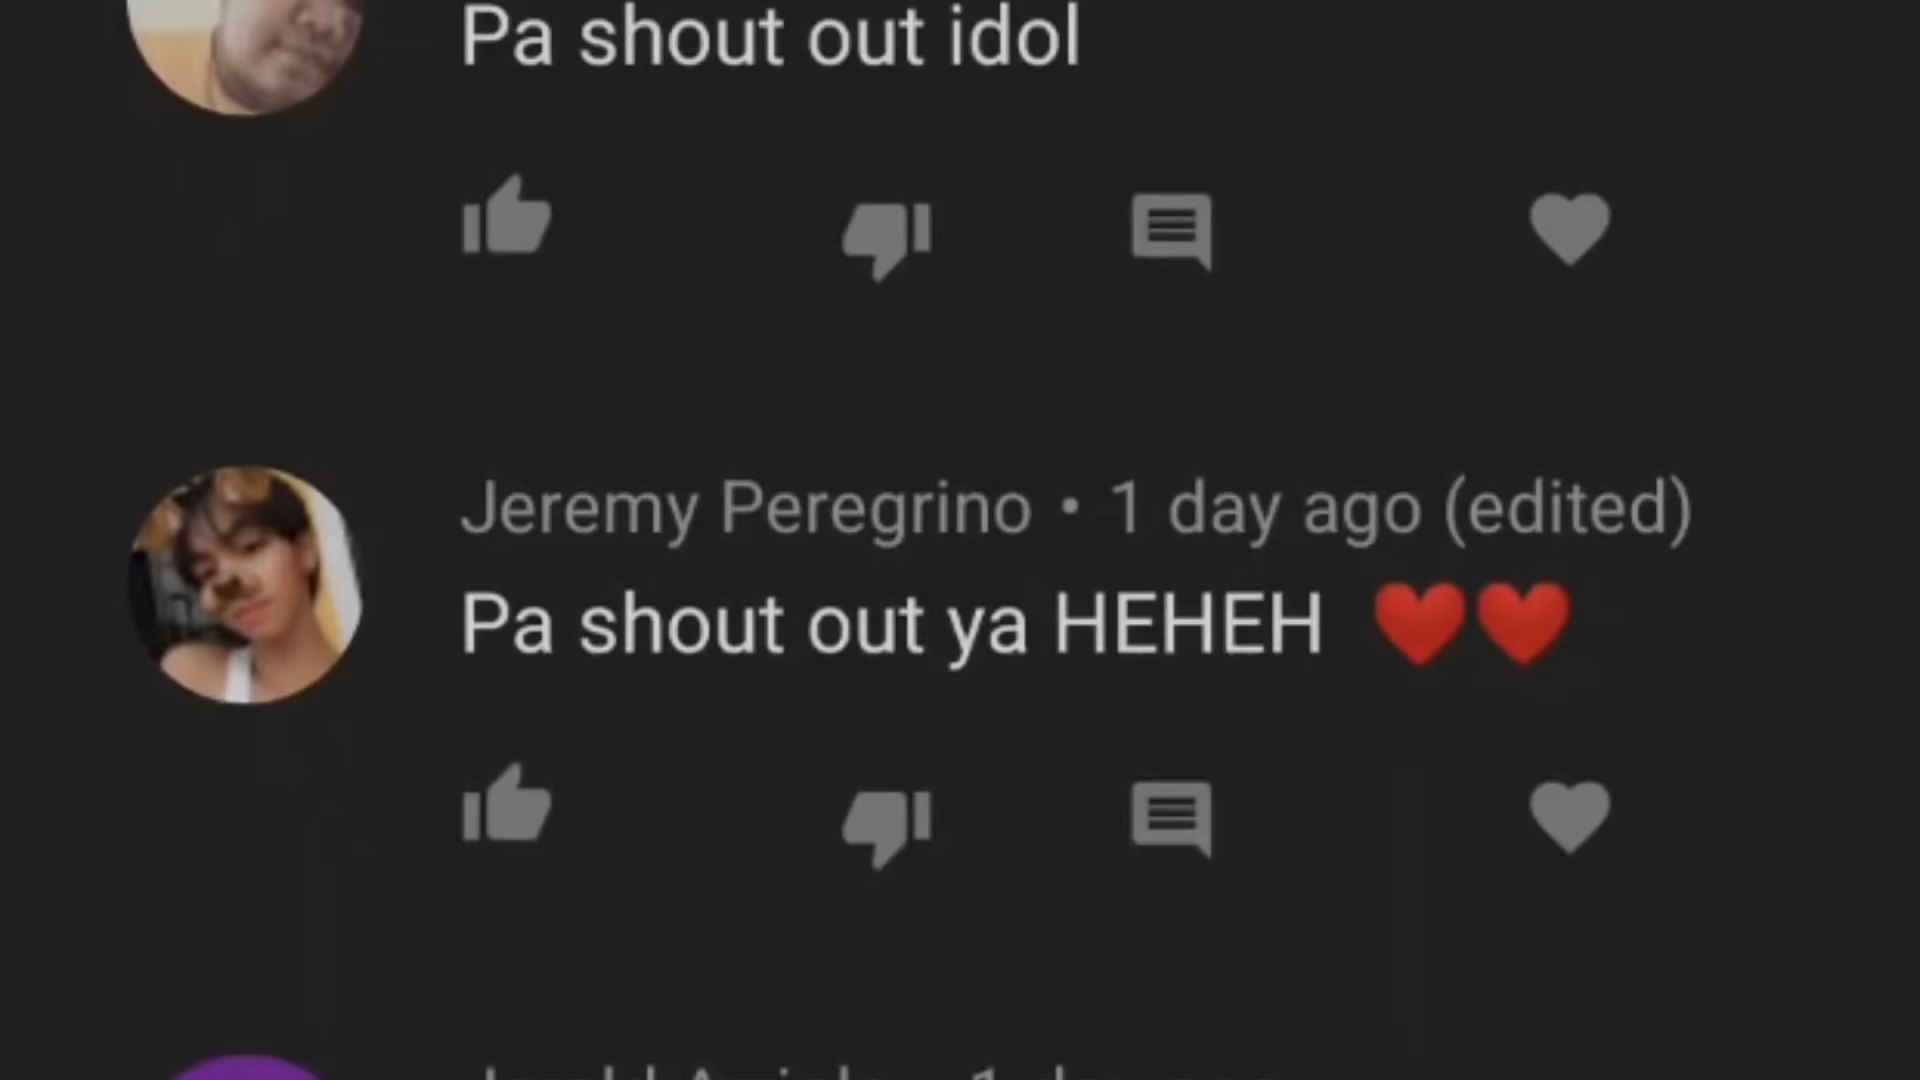 Pa shout out idol
Jeremy Peregrino • 1 day ago (edited)
Pa shout out ya HEHEH ❤️❤️